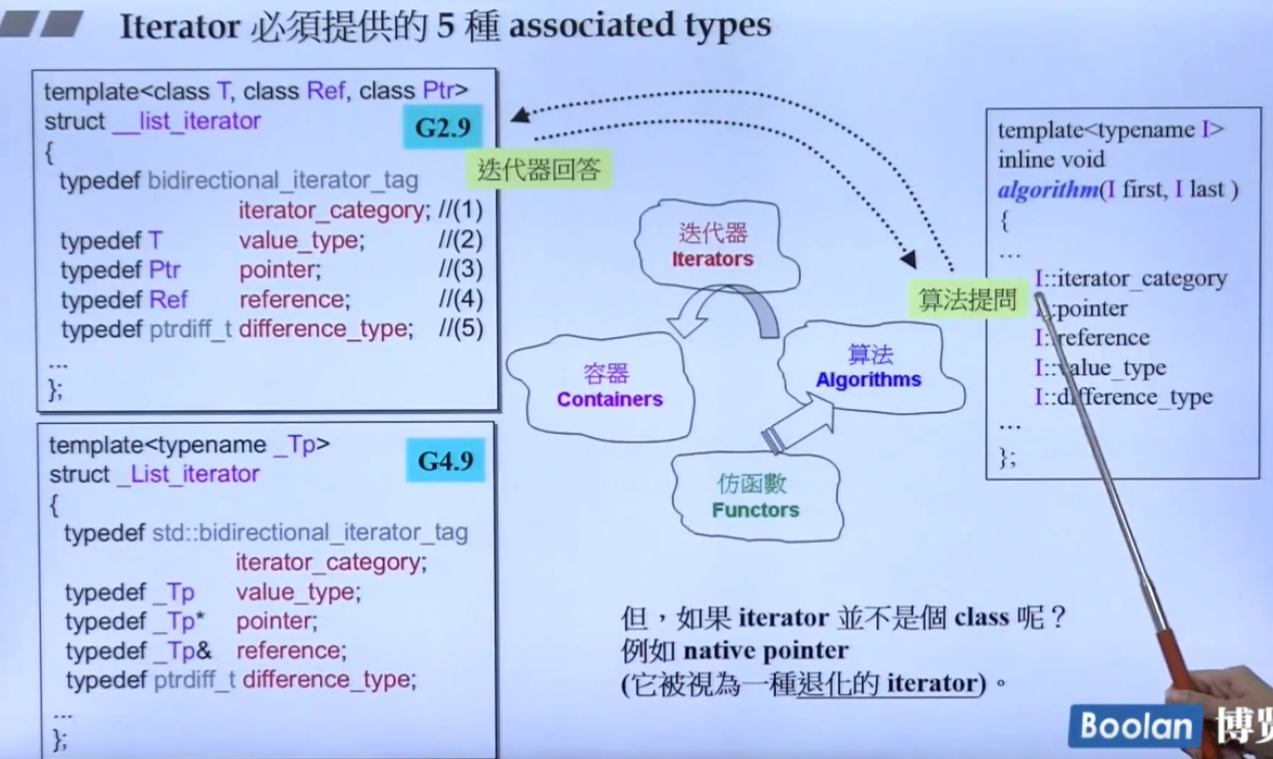 Iterator 必須提供的 5 種 associated types
template<class T, class Ref, class Ptr>
struct __list_iterator
G2.9
{
typedef bidirectional_iterator_tag
iterator_category; //(1)
typedef T value_type; //(2)
typedef Ptr pointer; //(3)
typedef Ref reference; //(4)
typedef ptrdiff_t difference_type; //(5)
...
};
迭代器回答
template<typename _Tp>
struct _List_iterator
G4.9
{
typedef std::bidirectional_iterator_tag
iterator_category;
typedef _Tp value_type;
typedef _Tp* pointer;
typedef _Tp& reference;
typedef ptrdiff_t difference_type;
...
};
迭代器
Iterators
容器
Containers
算法
Algorithms
仿函數
Functors
算法提問
template<typename I>
inline void
algorithm(I first, I last )
{
...
I::iterator_category
I::pointer
I::reference
I::value_type
I::difference_type
...
};
但，如果 iterator 並不是個 class 呢？
例如 native pointer
(它被視為一種退化的 iterator)。
Boolan 博